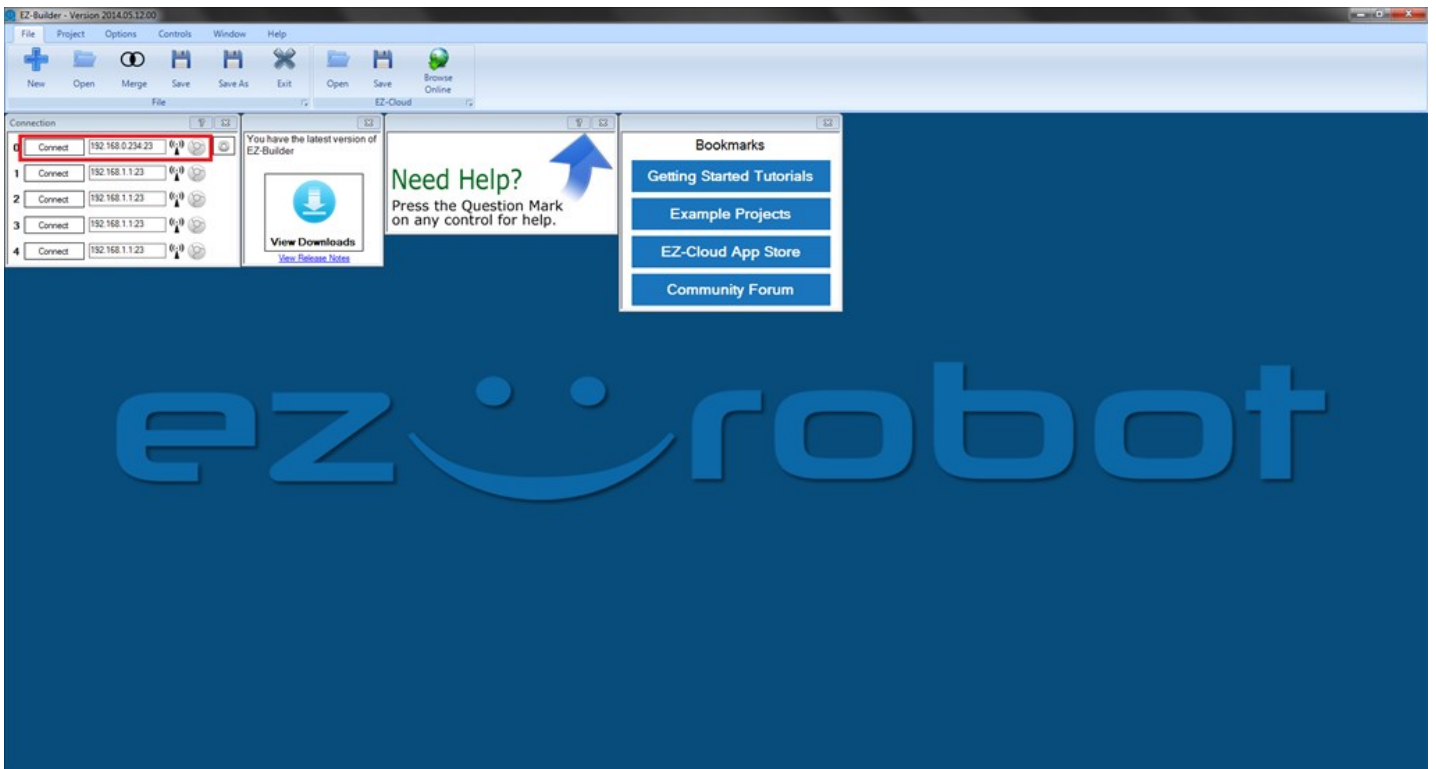 EZ-Builder - Version 2014.05.12.00
File Project Options Controls Window Help
New Open Merge Save Save As Exit Open Save Browse Online
File EZ-Cloud
Connection
0 Connect 192.168.0.234:23
1 Connect 192.168.1.1:23
2 Connect 192.168.1.1:23
3 Connect 192.168.1.1:23
4 Connect 192.168.1.1:23
You have the latest version of
EZ-Builder
View Downloads
View Release Notes
Need Help?
Press the Question Mark
on any control for help.
Bookmarks
Getting Started Tutorials
Example Projects
EZ-Cloud App Store
Community Forum
ez robot